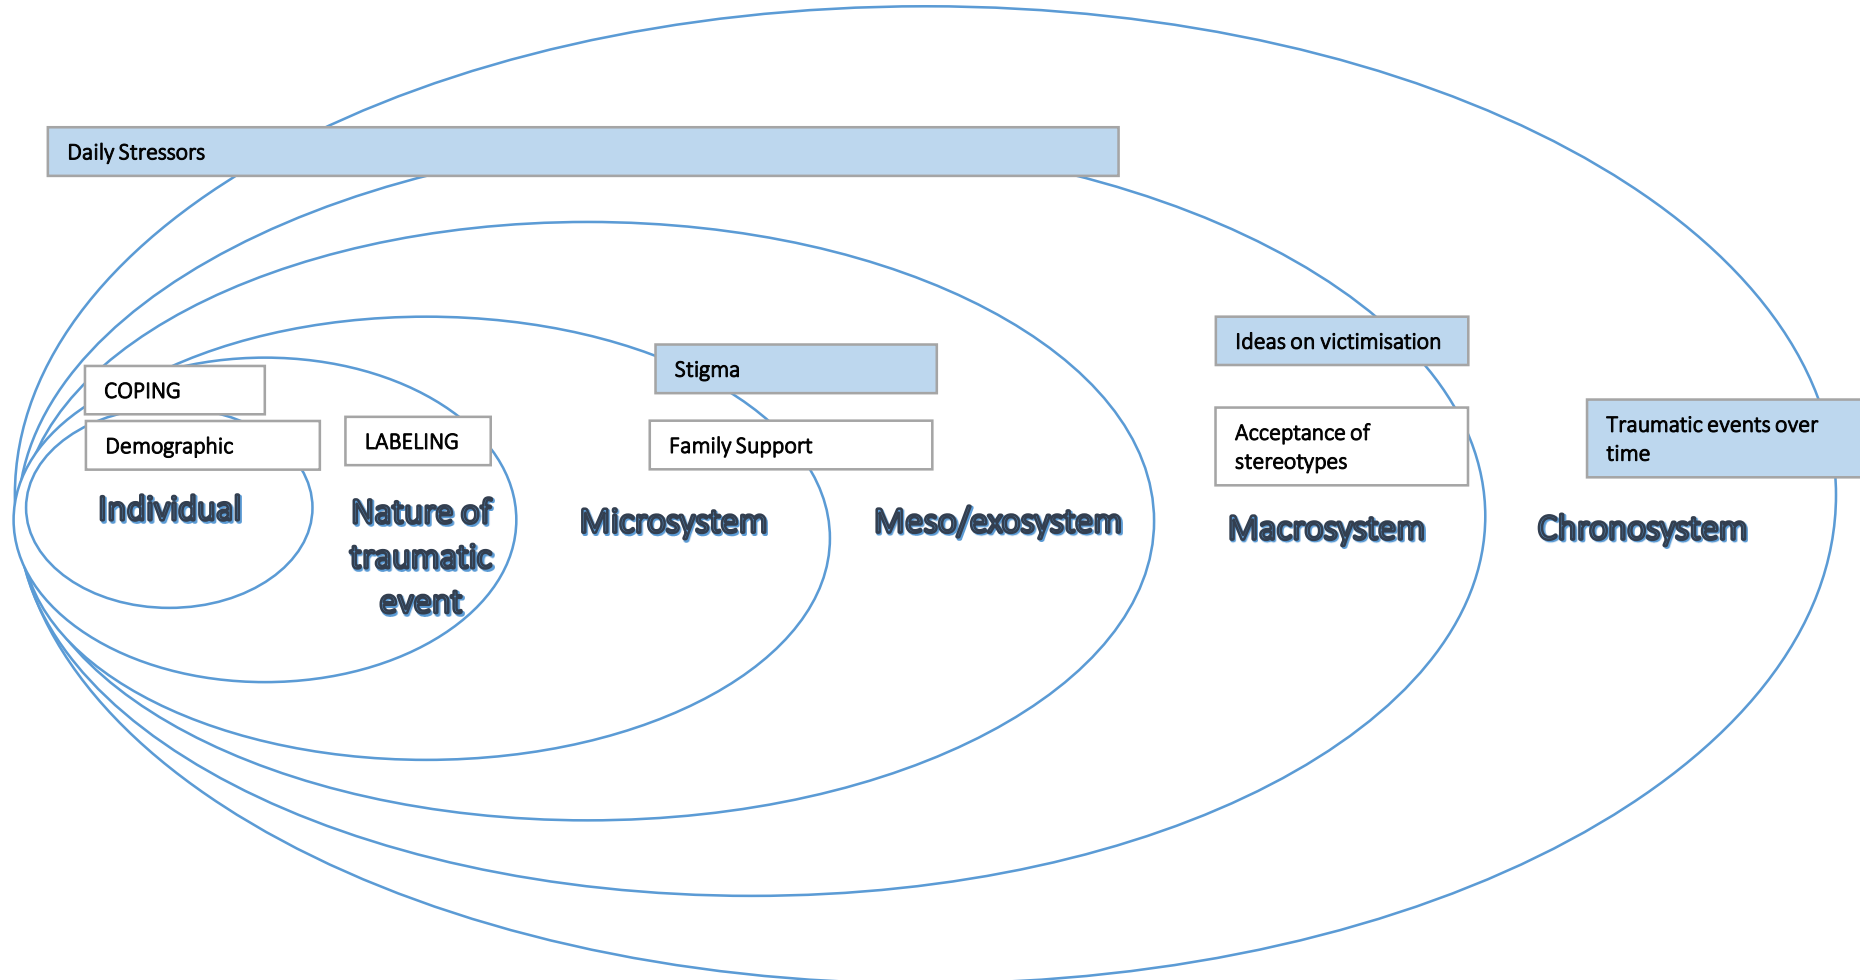 Daily Stressors
Ideas on victimisation
Stigma
COPING
Demographic
LABELING
Family Support
Acceptance of
stereotypes
Traumatic events over
time
Individual
Nature of
traumatic
event
Microsystem
Meso/exosystem
Macrosystem
Chronosystem